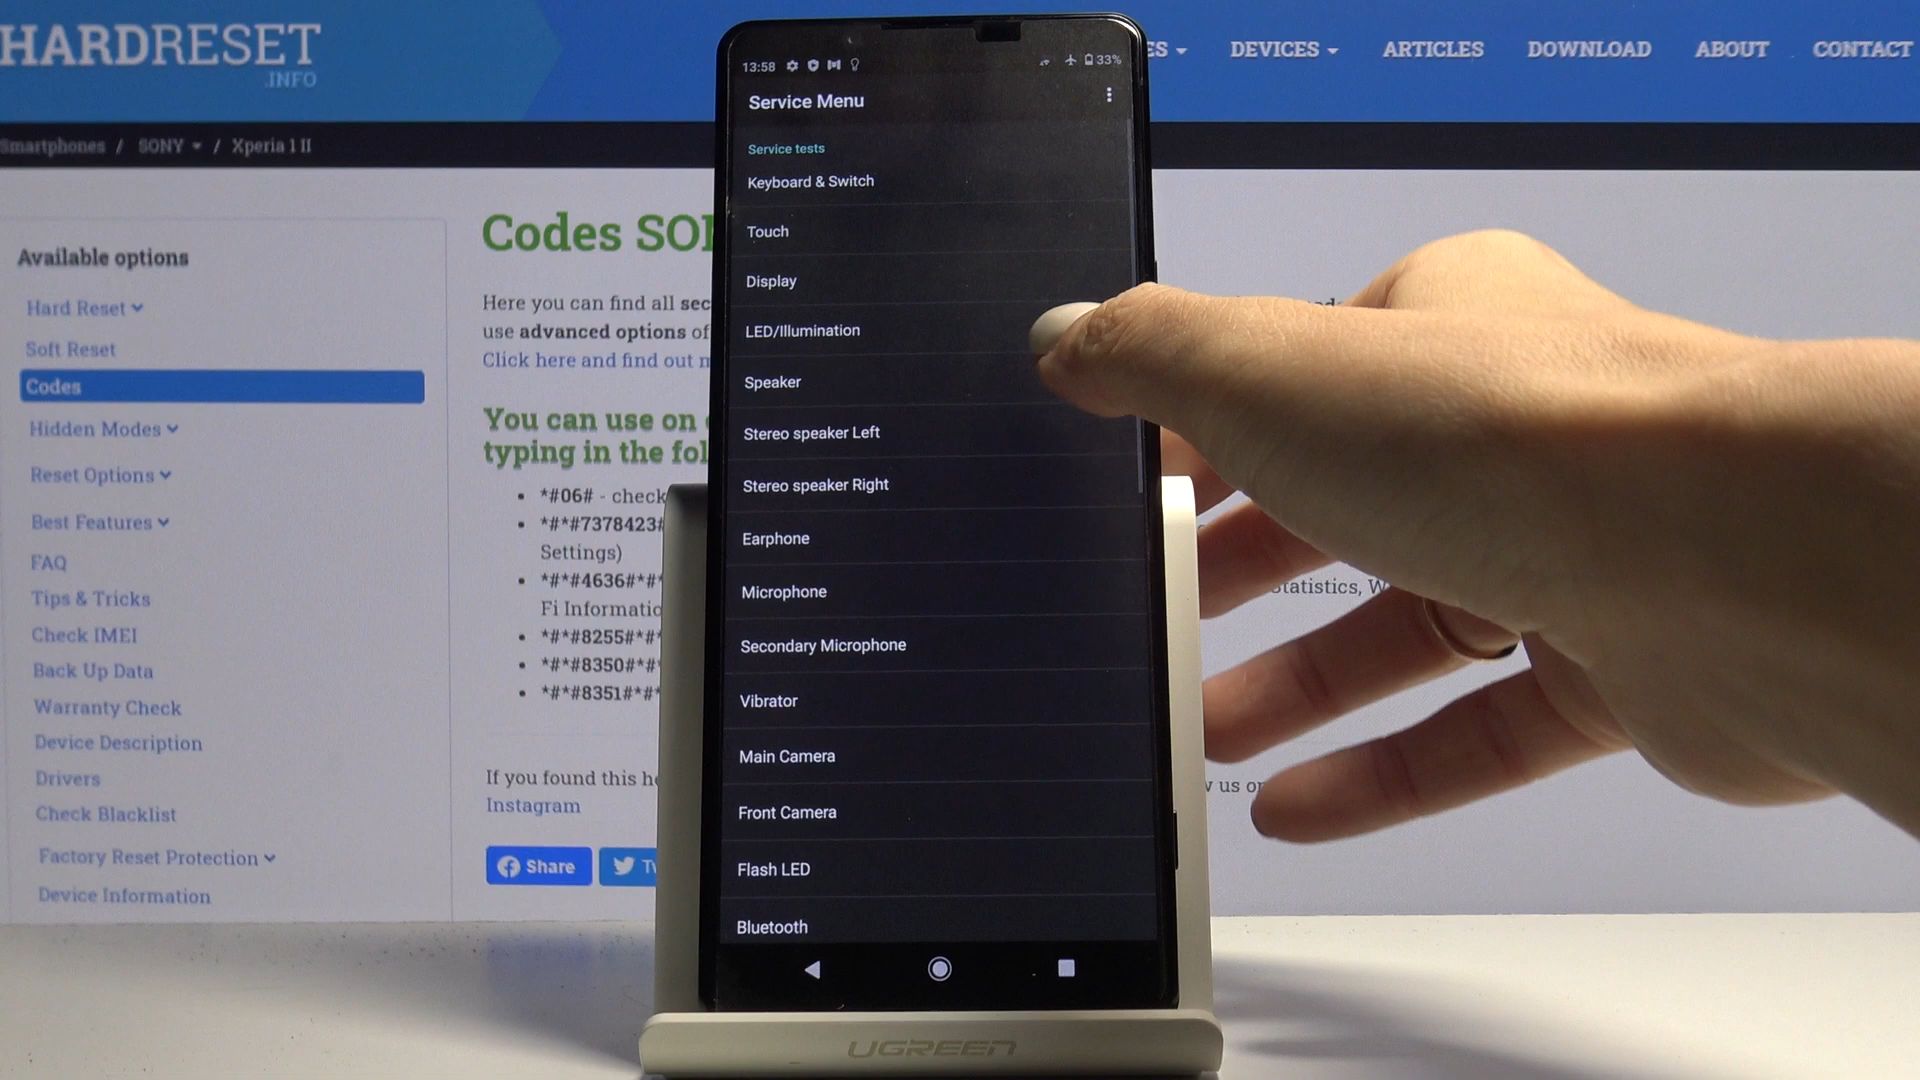 HARDRESET
.INFO
DEVICES
ARTICLES
DOWNLOAD
ABOUT
CONTACT
Smartphones / SONY / Xperia 1 II
Available options
Hard Reset
Soft Reset
Codes
Hidden Modes
Reset Options
Best Features
FAQ
Tips & Tricks
Check IMEI
Back Up Data
Warranty Check
Device Description
Drivers
Check Blacklist
Factory Reset Protection
Device Information
Codes
Here you can find all
use advanced options of
Click here and find out
You can use on
typing in the
*#06# - check
*#*#7378423#
Settings)
*#*#4636#*#*
Fi
*#*#8255#*#*
*#*#8350#*#*
*#*#8351#*#*
If you found this
us
Instagram
Share
13:58
33%
Service Menu
Service tests
Keyboard & Switch
Touch
Display
LED/Illumination
Speaker
Stereo speaker Left
Stereo speaker Right
Earphone
Microphone
Secondary Microphone
Vibrator
Main Camera
Front Camera
Flash LED
Bluetooth
UGREEN